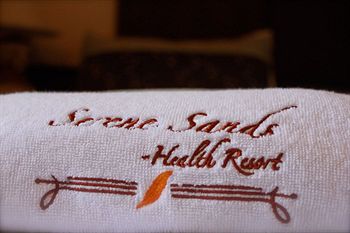 Serene Sands
-Health Resort